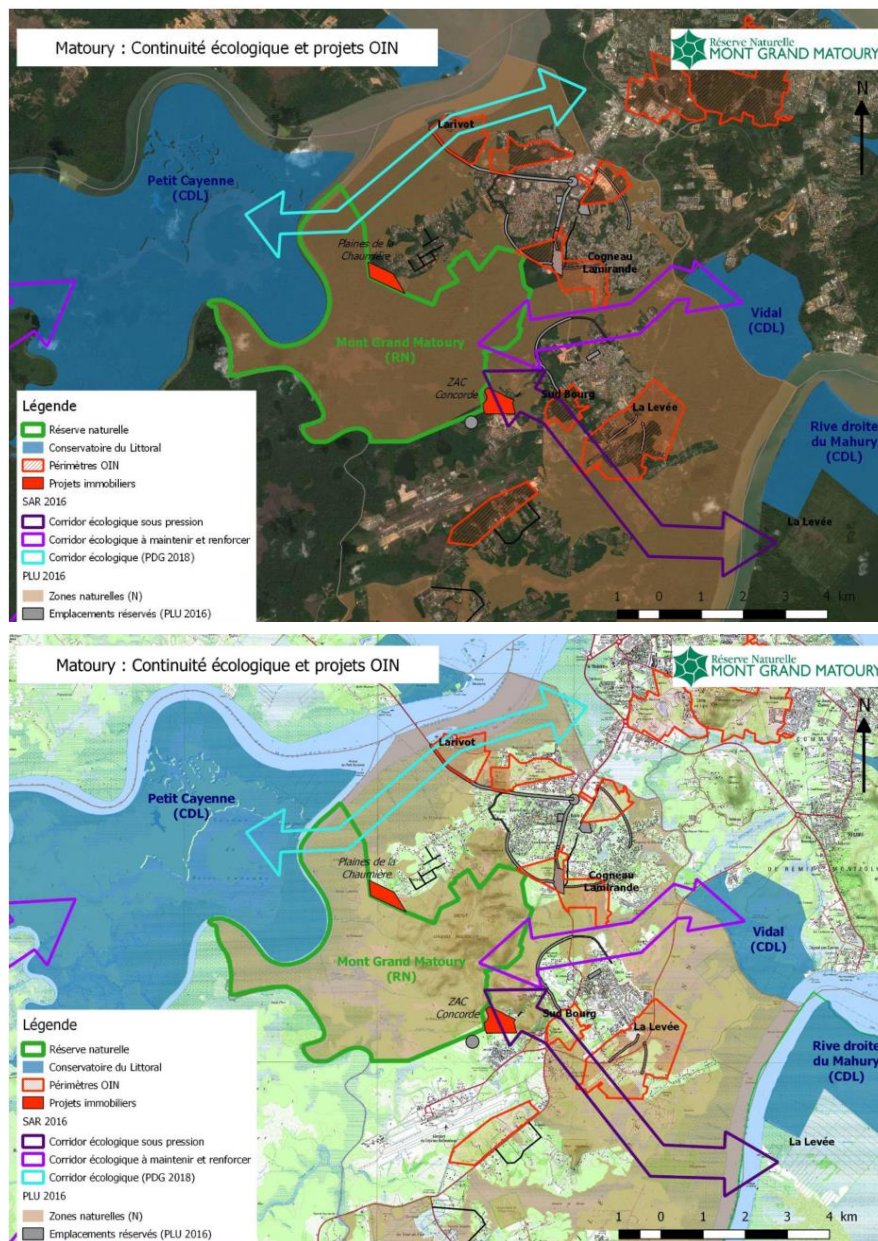 Matoury : Continuité écologique et projets OIN
Réserve Naturelle
MONT GRAND MATOURY
N
Larivot
Petit Cayenne
(CDL)
Plaines de la
Chaumière
Cogneau
Lamirande
Vidal
(CDL)
Mont Grand Matoury
(RN)
ZAC
Concorde
Sud Bourg
La Levée
Rive droite
du Mahury
(CDL)
La Levée
Légende
Réserve naturelle
Conservatoire du Littoral
Périmètres OIN
Projets immobiliers
SAR 2016
Corridor écologique sous pression
Corridor écologique à maintenir et renforcer
Corridor écologique (PDG 2018)
PLU 2016
Zones naturelles (N)
Emplacements réservés (PLU 2016)
1 0 1 2 3 4 km
Matoury : Continuité écologique et projets OIN
Réserve Naturelle
MONT GRAND MATOURY
N
Larivot
Petit Cayenne
(CDL)
Plaines de la
Chaumière
Cogneau
Lamirande
Vidal
(CDL)
Mont Grand Matoury
(RN)
ZAC
Concorde
Sud Bourg
La Levée
Rive droite
du Mahury
(CDL)
La Levée
Légende
Réserve naturelle
Conservatoire du Littoral
Périmètres OIN
Projets immobiliers
SAR 2016
Corridor écologique sous pression
Corridor écologique à maintenir et renforcer
Corridor écologique (PDG 2018)
PLU 2016
Zones naturelles (N)
Emplacements réservés (PLU 2016)
1 0 1 2 3 4 km